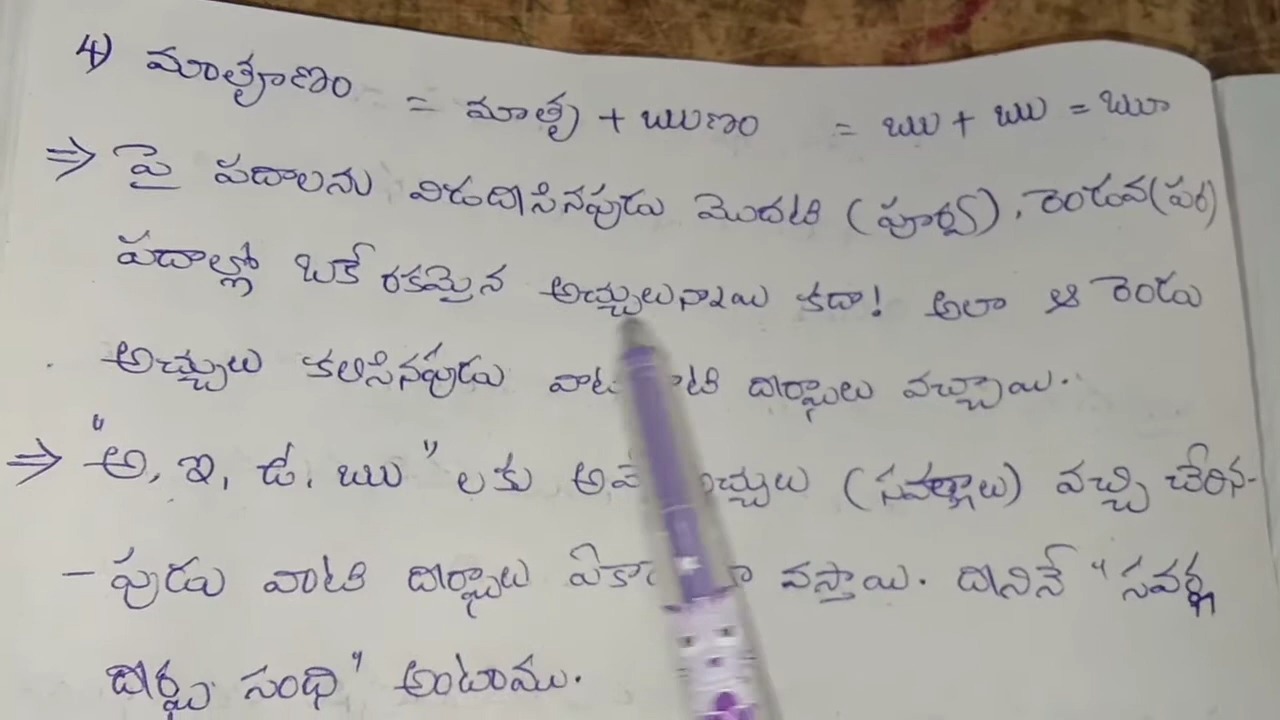 4) మాతౄణం = మాతృ + ఋణం = ఋ + ఋ = ౠ
⇒ పై పదాలను విడదీసినపుడు మొదటి (పూర్వ), రెండవ (పర)
పదాల్లో ఒకే రకమైన అచ్చులున్నాయి కదా! అలా ఆ రెండు
అచ్చులు కలిసినపుడు దీర్ఘాలు వచ్చాయి.
⇒ "అ, ఇ, ఉ, ఋ" లకు అవే అచ్చులు (సవర్ణాలు) వచ్చి చేరిన-
- పుడు వాటి దీర్ఘాలు వస్తాయి. దీనినే "సవర్ణ
దీర్ఘ సంధి" అంటాము.